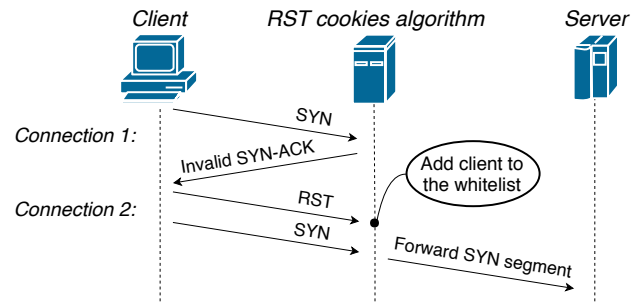 Client
RST cookies algorithm
Server
SYN
Connection 1:
Invalid SYN-ACK
Add client to
the whitelist
RST
Connection 2:
SYN
Forward SYN segment